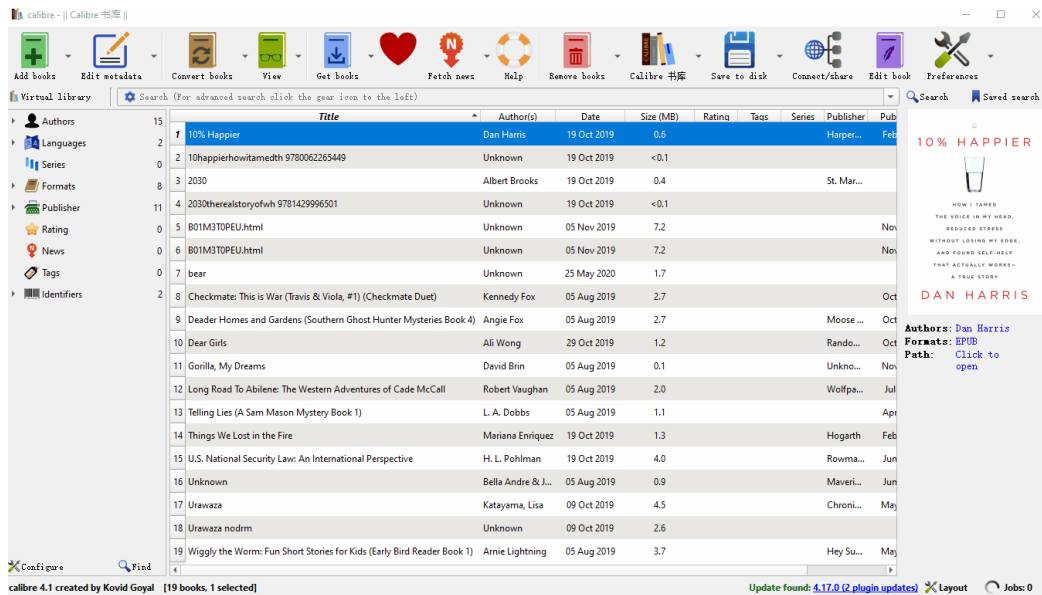 calibre - || Calibre 书库 ||
Add books Edit metadata Convert books View Get books Fetch news Help Remove books Calibre 书库 Save to disk Connect/share Edit book Preferences
Virtual library Search (For advanced search click the gear icon to the left) Search Saved search
Authors 15
Languages 2
Series 0
Formats 8
Publisher 11
Rating 0
News 0
Tags 0
Identifiers 2
Title Author(s) Date Size (MB) Rating Tags Series Publisher Pub
1 10% Happier Dan Harris 19 Oct 2019 0.6 Harper... Feb
2 10happierhowitamedth 9780062265449 Unknown 19 Oct 2019 <0.1
3 2030 Albert Brooks 19 Oct 2019 0.4 St. Mar...
4 2030therealstoryofwh 9781429996501 Unknown 19 Oct 2019 <0.1
5 B01M3T0PEU.html Unknown 05 Nov 2019 7.2 Nov
6 B01M3T0PEU.html Unknown 05 Nov 2019 7.2 Nov
7 bear Unknown 25 May 2020 1.7
8 Checkmate: This is War (Travis & Viola, #1) (Checkmate Duet) Kennedy Fox 05 Aug 2019 2.7 Oct
9 Deader Homes and Gardens (Southern Ghost Hunter Mysteries Book 4) Angie Fox 05 Aug 2019 2.7 Moose ... Oct
10 Dear Girls Ali Wong 29 Oct 2019 1.2 Rando... Oct
11 Gorilla, My Dreams David Brin 05 Aug 2019 0.1 Unkno... Nov
12 Long Road To Abilene: The Western Adventures of Cade McCall Robert Vaughan 05 Aug 2019 2.0 Wolfpa... Jul
13 Telling Lies (A Sam Mason Mystery Book 1) L. A. Dobbs 05 Aug 2019 1.1 Apr
14 Things We Lost in the Fire Mariana Enriquez 19 Oct 2019 1.3 Hogarth Feb
15 U.S. National Security Law: An International Perspective H. L. Pohlman 19 Oct 2019 4.0 Rowma... Jun
16 Unknown Bella Andre & J... 05 Aug 2019 0.9 Maveri... Jun
17 Urawaza Katayama, Lisa 09 Oct 2019 4.5 Chroni... May
18 Urawaza nodrm Unknown 09 Oct 2019 2.6
19 Wiggly the Worm: Fun Short Stories for Kids (Early Bird Reader Book 1) Arnie Lightning 05 Aug 2019 3.7 Hey Su... May
10% HAPPIER
HOW I TAMED
THE VOICE IN MY HEAD,
REDUCED STRESS
WITHOUT LOSING MY EDGE,
AND FOUND SELF-HELP
THAT ACTUALLY WORKS—
A TRUE STORY
DAN HARRIS
Authors: Dan Harris
Formats: EPUB
Path: Click to
open
Configure Find
calibre 4.1 created by Kovid Goyal [19 books, 1 selected] Update found: 4.17.0 (2 plugin updates) Layout Jobs: 0